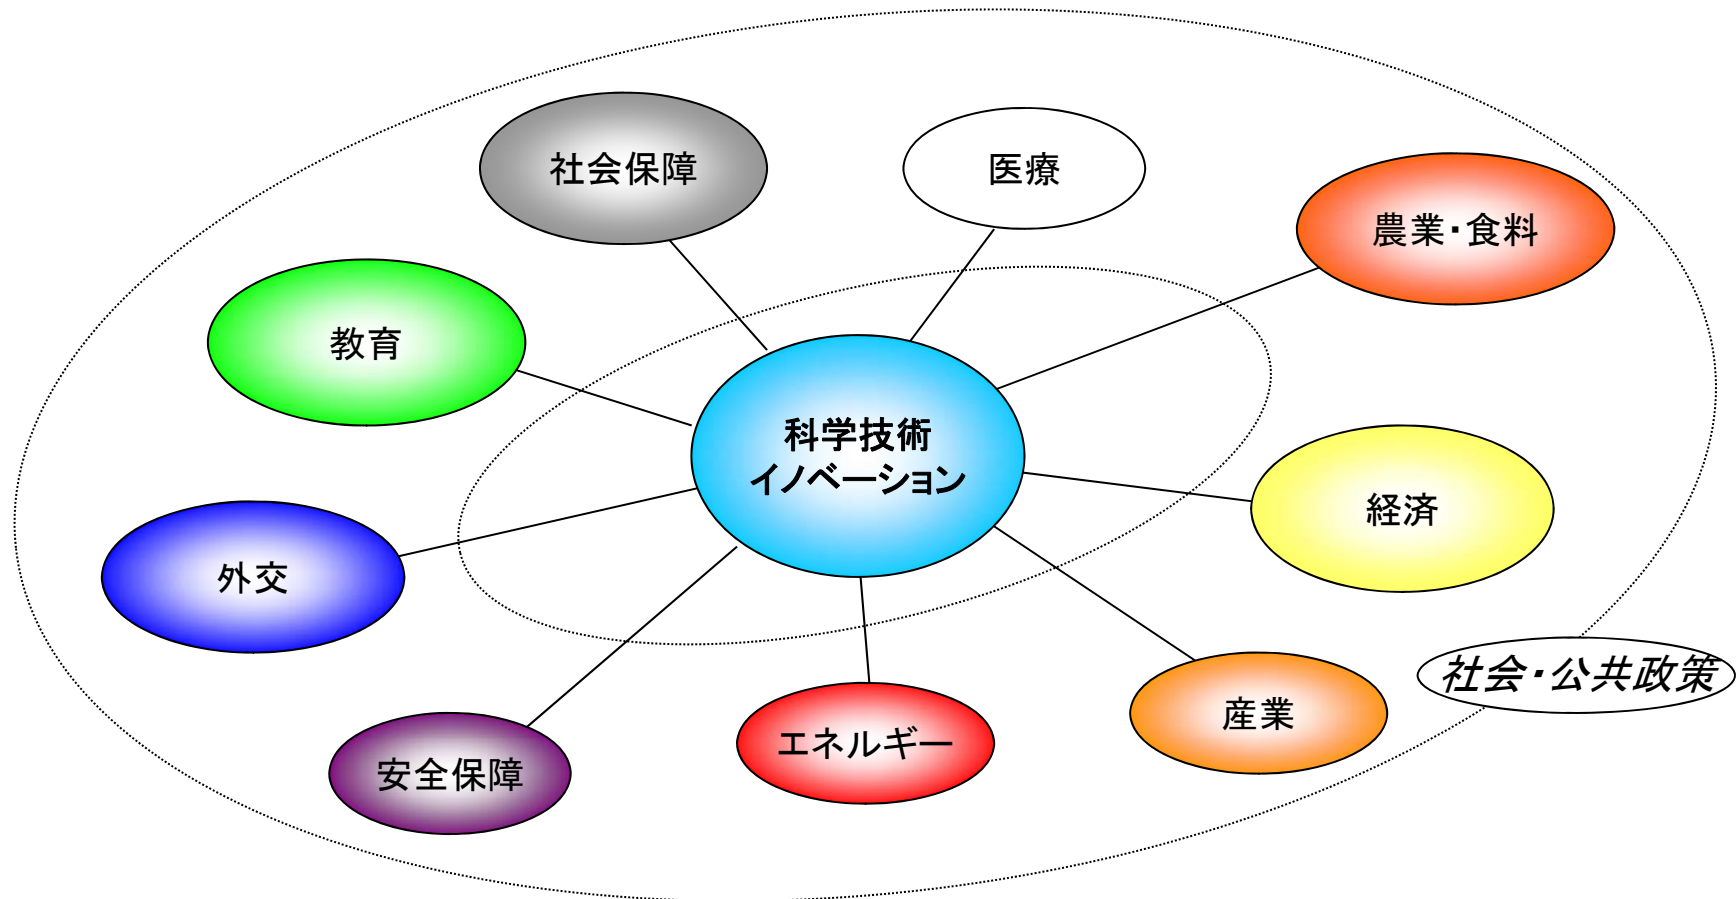 社会保障
医療
農業・食料
教育
科学技術
イノベーション
経済
外交
社会・公共政策
産業
エネルギー
安全保障